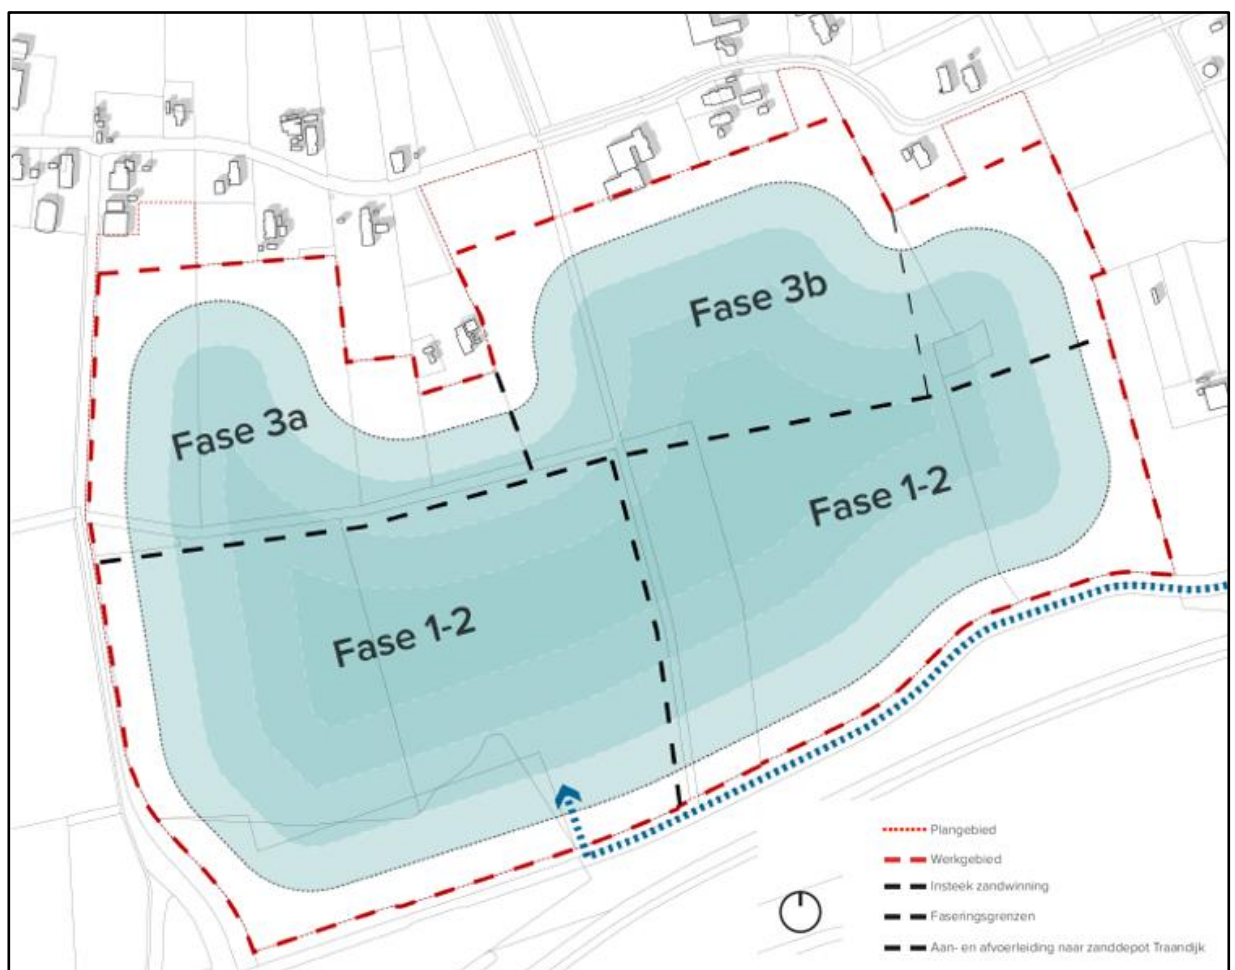 Fase 3b
Fase 3a
Fase 1-2
Fase 1-2
Plangebied
Werkgebied
Insteek zandwinning
Faseringsgrenzen
Aan- en afvoerleiding naar zanddepot Traandijk